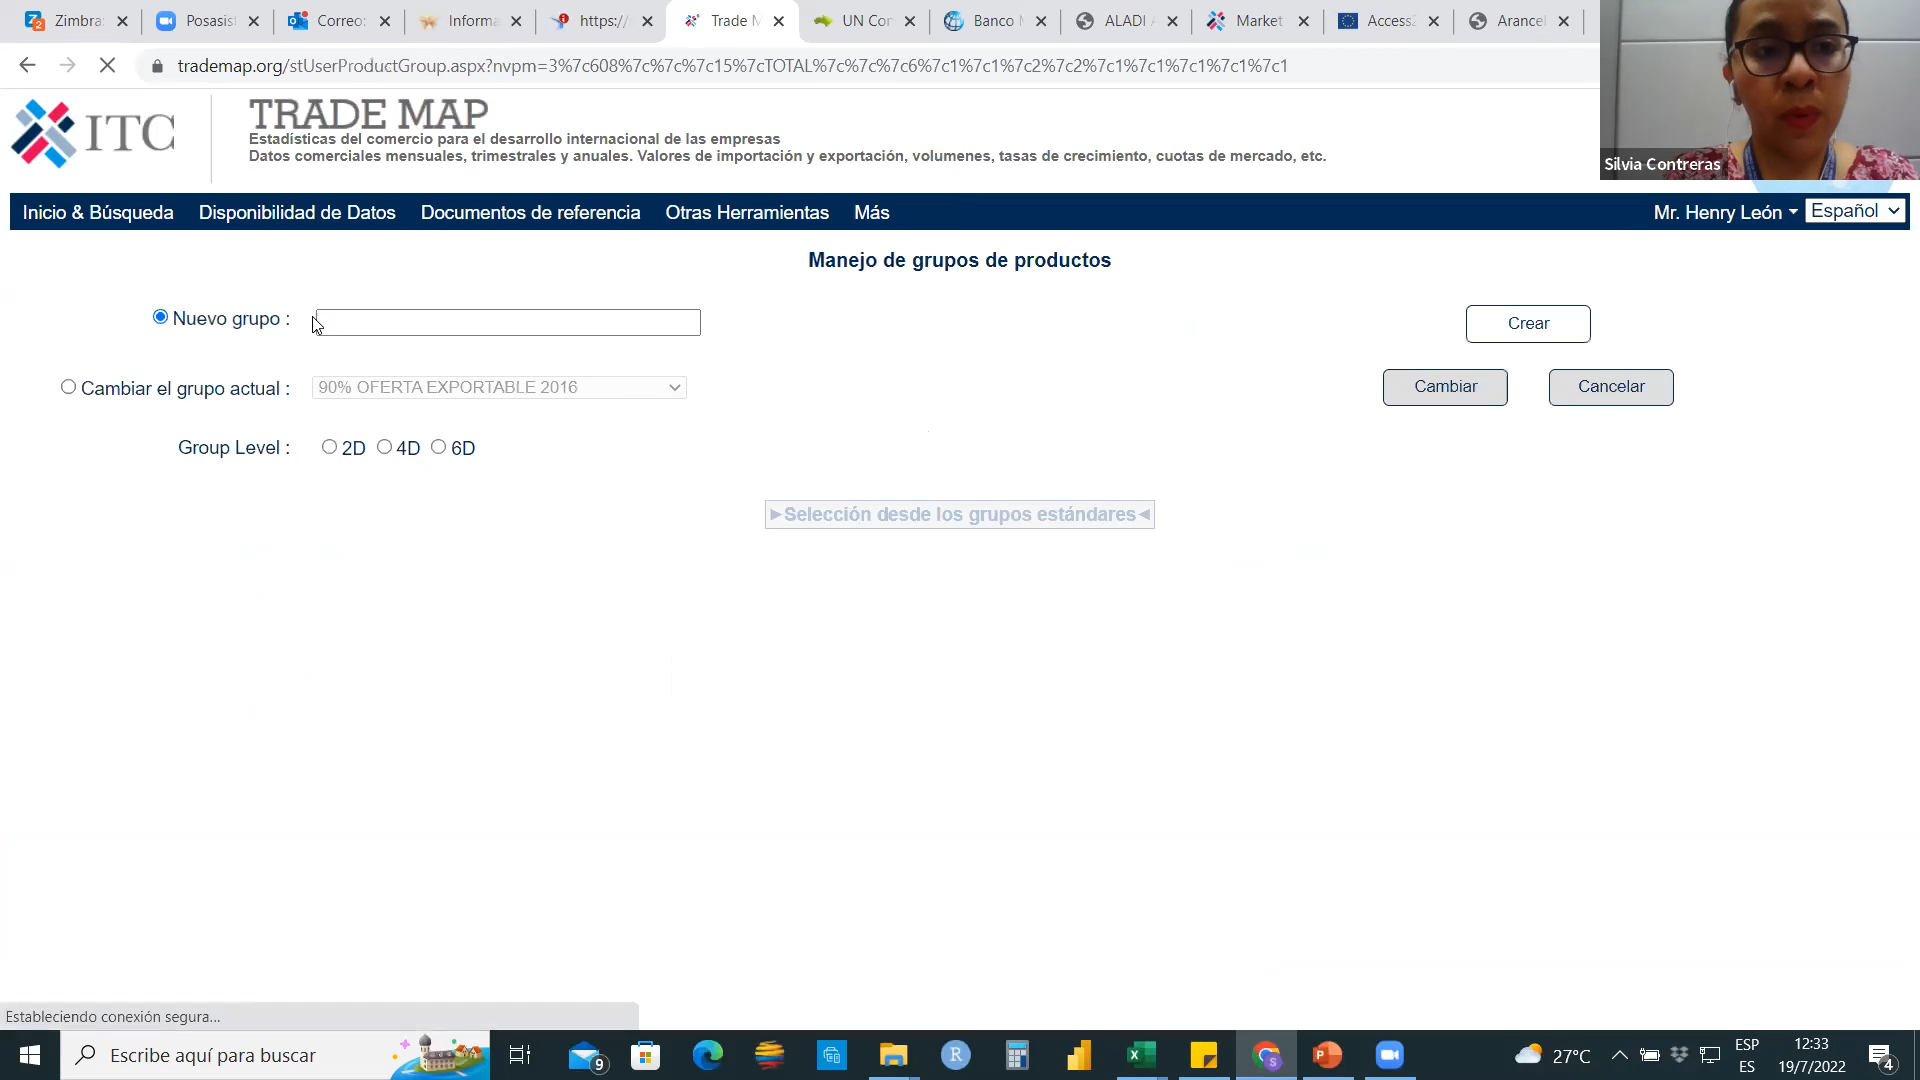 Zimbra:
Posasist
Correo:
Informa
https://
Trade M
UN Con
Banco M
ALADI
Market
Access2
Arancel
trademap.org/stUserProductGroup.aspx?nvpm=3%7c608%7c%7c%7c15%7cTOTAL%7c%7c%7c6%7c1%7c1%7c2%7c2%7c1%7c1%7c1%7c1%7c1
ITC
TRADE MAP
Estadísticas del comercio para el desarrollo internacional de las empresas
Datos comerciales mensuales, trimestrales y anuales. Valores de importación y exportación, volumenes, tasas de crecimiento, cuotas de mercado, etc.
Silvia Contreras
Inicio & Búsqueda Disponibilidad de Datos Documentos de referencia Otras Herramientas Más Mr. Henry León Español
Manejo de grupos de productos
Nuevo grupo :
Crear
Cambiar el grupo actual : 90% OFERTA EXPORTABLE 2016 Cambiar Cancelar
Group Level : 2D 4D 6D
Selección desde los grupos estándares
Estableciendo conexión segura...
Escribe aquí para buscar
9
27°C
ESP
ES
12:33
19/7/2022
4